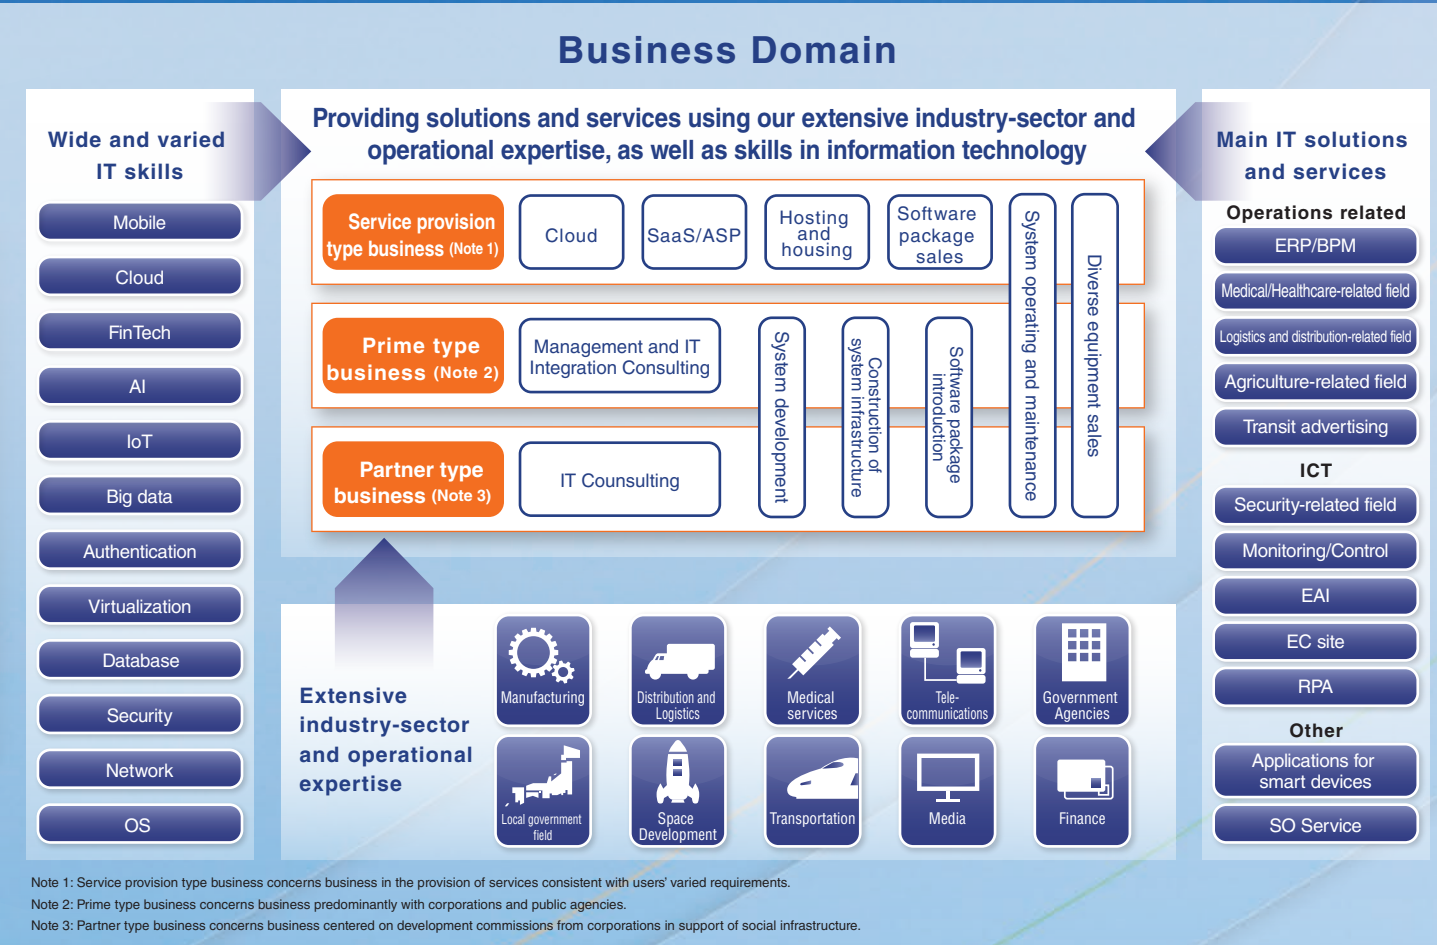 Business Domain
Wide and varied
IT skills
Mobile
Cloud
FinTech
AI
IoT
Big data
Authentication
Virtualization
Database
Security
Network
OS
Providing solutions and services using our extensive industry-sector and
operational expertise, as well as skills in information technology
Service provision
type business (Note 1)
Cloud
SaaS/ASP
Hosting
and
housing
Software
package
sales
Prime type
business (Note 2)
Management and IT
Integration Consulting
Partner type
business (Note 3)
IT Counsulting
System development
Construction of
system infrastructure
Software package
introduction
System operating and maintenance
Diverse equipment sales
Extensive
industry-sector
and operational
expertise
Manufacturing
Distribution and
Logistics
Medical
services
Tele-
communications
Government
Agencies
Local government
field
Space
Development
Transportation
Media
Finance
Main IT solutions
and services
Operations related
ERP/BPM
Medical/Healthcare-related field
Logistics and distribution-related field
Agriculture-related field
Transit advertising
ICT
Security-related field
Monitoring/Control
EAI
EC site
RPA
Other
Applications for
smart devices
SO Service
Note 1: Service provision type business concerns business in the provision of services consistent with users' varied requirements.
Note 2: Prime type business concerns business predominantly with corporations and public agencies.
Note 3: Partner type business concerns business centered on development commissions from corporations in support of social infrastructure.